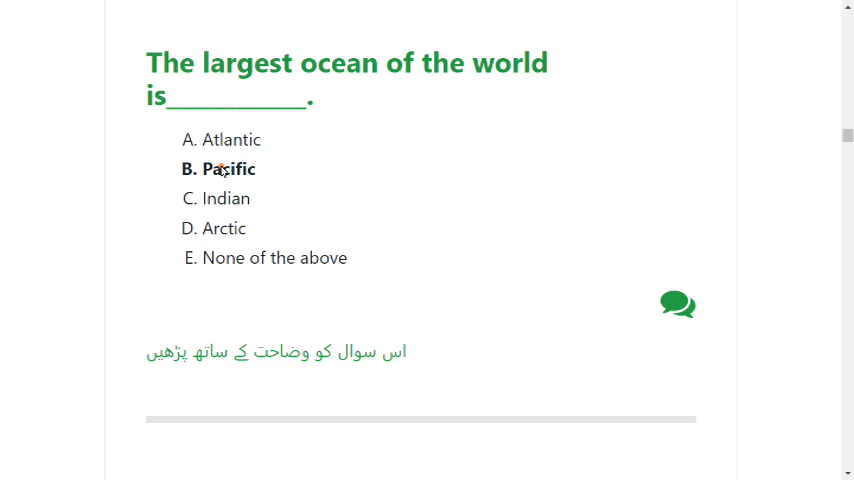 The largest ocean of the world
is____________.
A. Atlantic
B. Pacific
C. Indian
D. Arctic
E. None of the above
اس سوال کو وضاحت کے ساتھ پڑھیں